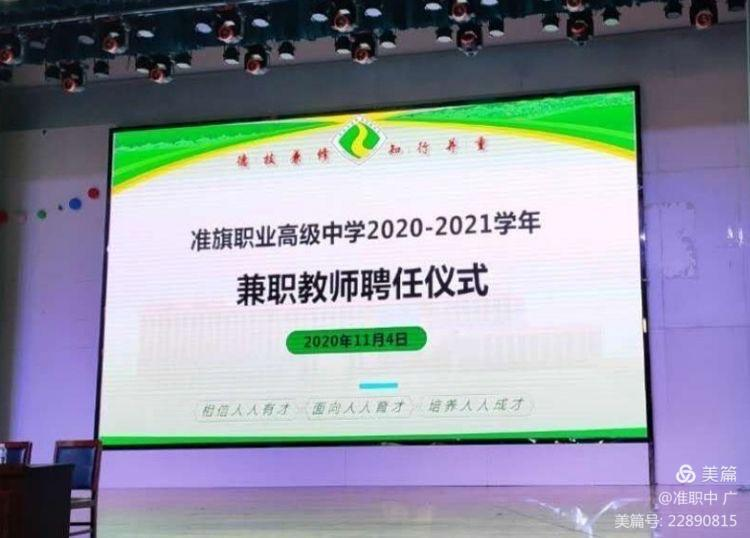 德技兼修 知行并重
准旗职业高级中学2020-2021学年
兼职教师聘任仪式
2020年11月4日
相信人人有才 面向人人育才 培养人人成才
美篇
@准职中 广
美篇号: 22890815